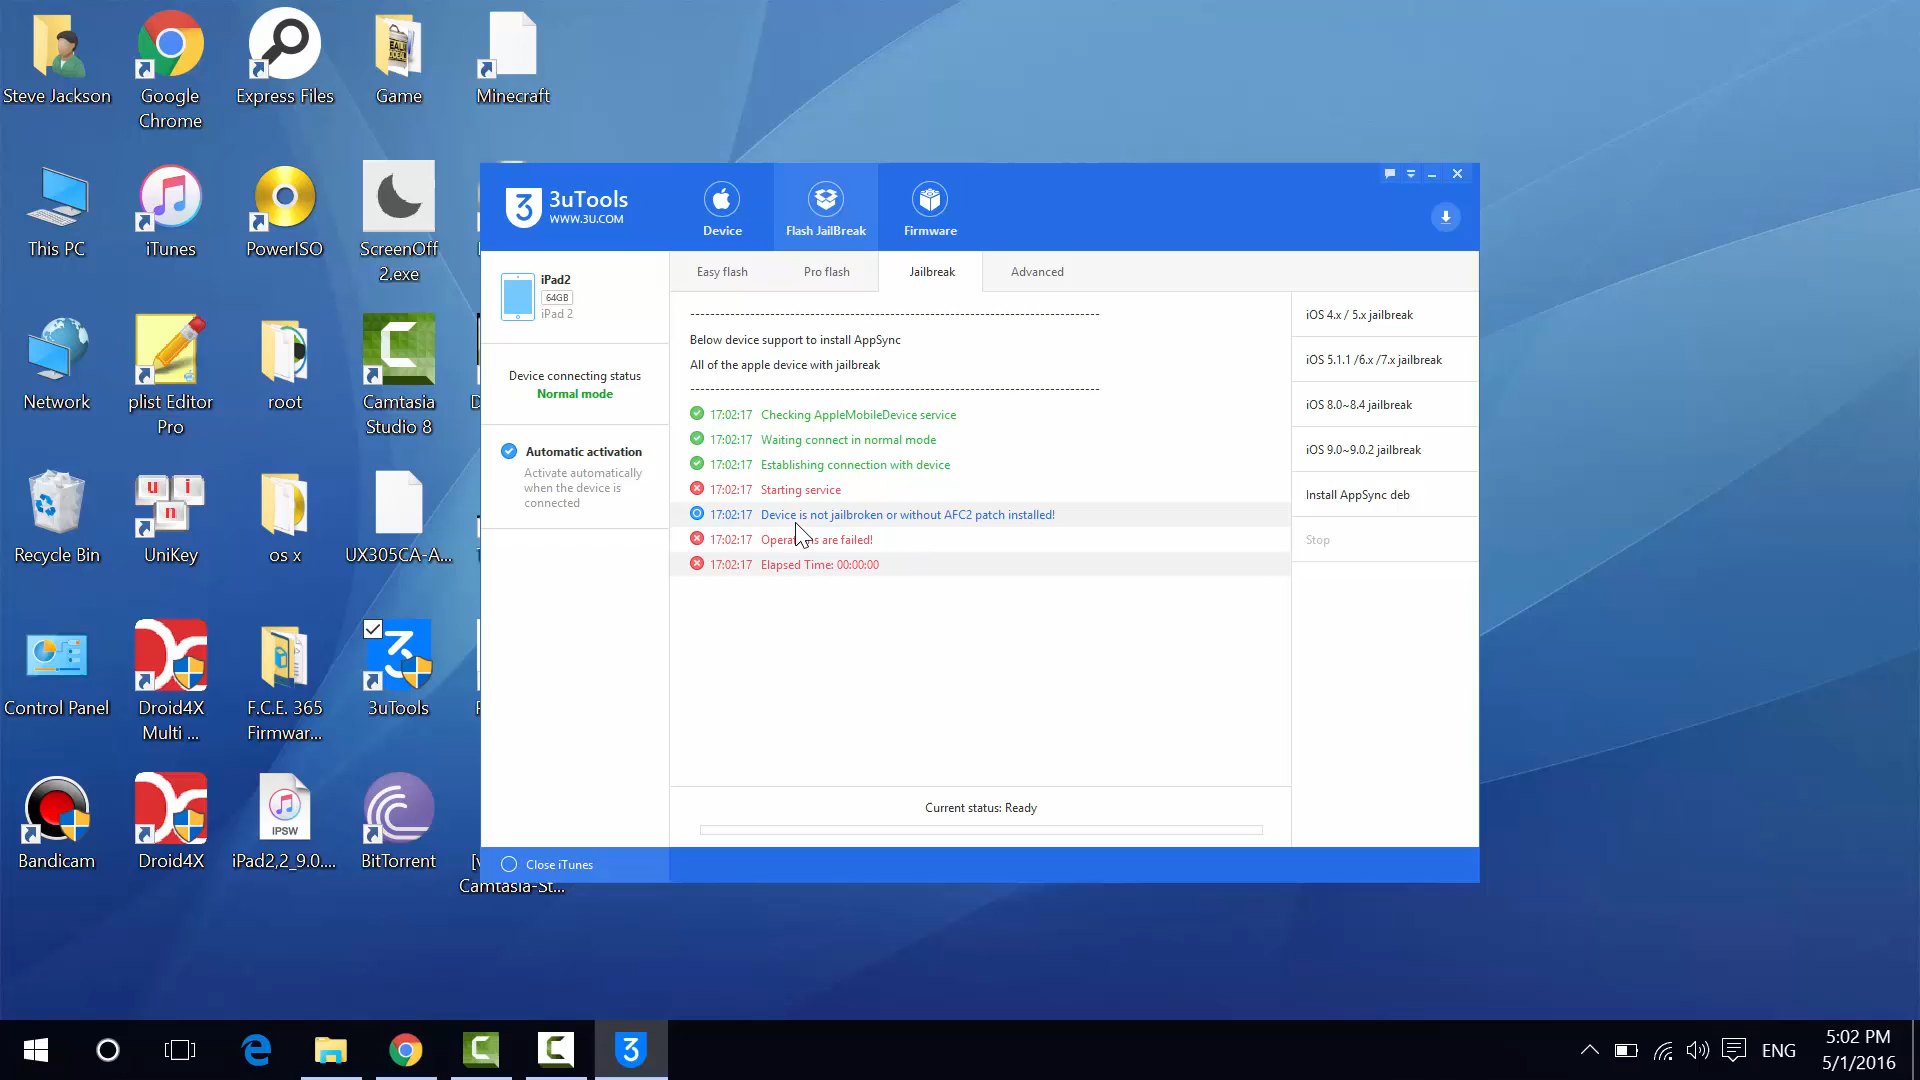 Steve Jackson
Google
Chrome
Express Files
Game
Minecraft
This PC
iTunes
PowerISO
ScreenOff
2.exe
Network
plist Editor
Pro
root
Camtasia
Studio 8
Recycle Bin
u i
n
UniKey
os x
UX305CA-A...
Control Panel
Droid4X
Multi ...
F.C.E. 365
Firmwar...
3uTools
Bandicam
Droid4X
IPSW
iPad2,2_9.0....
BitTorrent
Camtasia-St...
3
3uTools
WWW.3U.COM
Device
Flash JailBreak
Firmware
iPad2
64GB
iPad 2
Device connecting status
Normal mode
Automatic activation
Activate automatically
when the device is
connected
Easy flash
Pro flash
Jailbreak
Advanced
--------------------------------------------------------------------------------
Below device support to install AppSync
All of the apple device with jailbreak
--------------------------------------------------------------------------------
17:02:17 Checking AppleMobileDevice service
17:02:17 Waiting connect in normal mode
17:02:17 Establishing connection with device
17:02:17 Starting service
17:02:17 Device is not jailbroken or without AFC2 patch installed!
17:02:17 Operations are failed!
17:02:17 Elapsed Time: 00:00:00
iOS 4.x / 5.x jailbreak
iOS 5.1.1 /6.x /7.x jailbreak
iOS 8.0~8.4 jailbreak
iOS 9.0~9.0.2 jailbreak
Install AppSync deb
Stop
Current status: Ready
Close iTunes
ENG
5:02 PM
5/1/2016